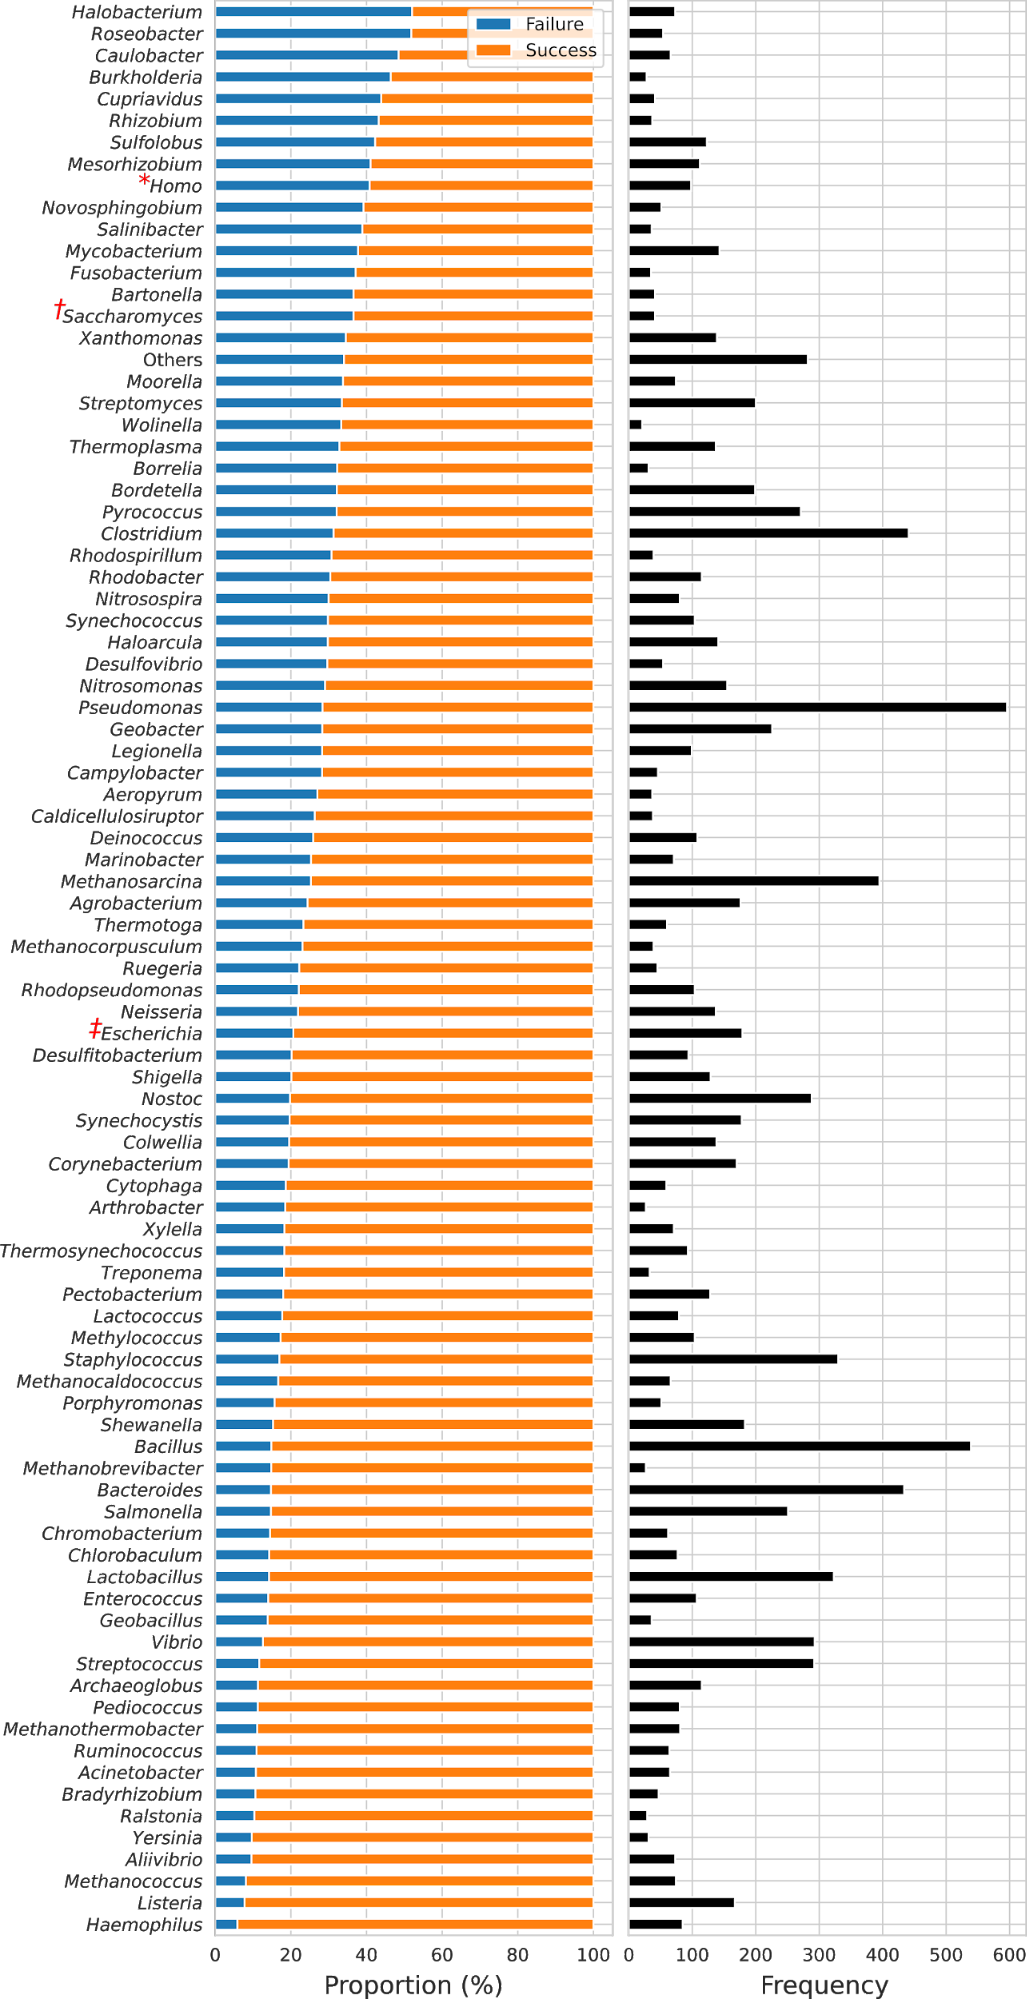 Halobacterium
Roseobacter
Caulobacter
Burkholderia
Cupriavidus
Rhizobium
Sulfolobus
Mesorhizobium
*Homo
Novosphingobium
Salinibacter
Mycobacterium
Fusobacterium
Bartonella
†Saccharomyces
Xanthomonas
Others
Moorella
Streptomyces
Wolinella
Thermoplasma
Borrelia
Bordetella
Pyrococcus
Clostridium
Rhodospirillum
Rhodobacter
Nitrosospira
Synechococcus
Haloarcula
Desulfovibrio
Nitrosomonas
Pseudomonas
Geobacter
Legionella
Campylobacter
Aeropyrum
Caldicellulosiruptor
Deinococcus
Marinobacter
Methanosarcina
Agrobacterium
Thermotoga
Methanocorpusculum
Ruegeria
Rhodopseudomonas
Neisseria
‡Escherichia
Desulfitobacterium
Shigella
Nostoc
Synechocystis
Colwellia
Corynebacterium
Cytophaga
Arthrobacter
Xylella
Thermosynechococcus
Treponema
Pectobacterium
Lactococcus
Methylococcus
Staphylococcus
Methanocaldococcus
Porphyromonas
Shewanella
Bacillus
Methanobrevibacter
Bacteroides
Salmonella
Chromobacterium
Chlorobaculum
Lactobacillus
Enterococcus
Geobacillus
Vibrio
Streptococcus
Archaeoglobus
Pediococcus
Methanothermobacter
Ruminococcus
Acinetobacter
Bradyrhizobium
Ralstonia
Yersinia
Aliivibrio
Methanococcus
Listeria
Haemophilus
Failure
Success
0 20 40 60 80 100
Proportion (%)
0 100 200 300 400 500 600
Frequency